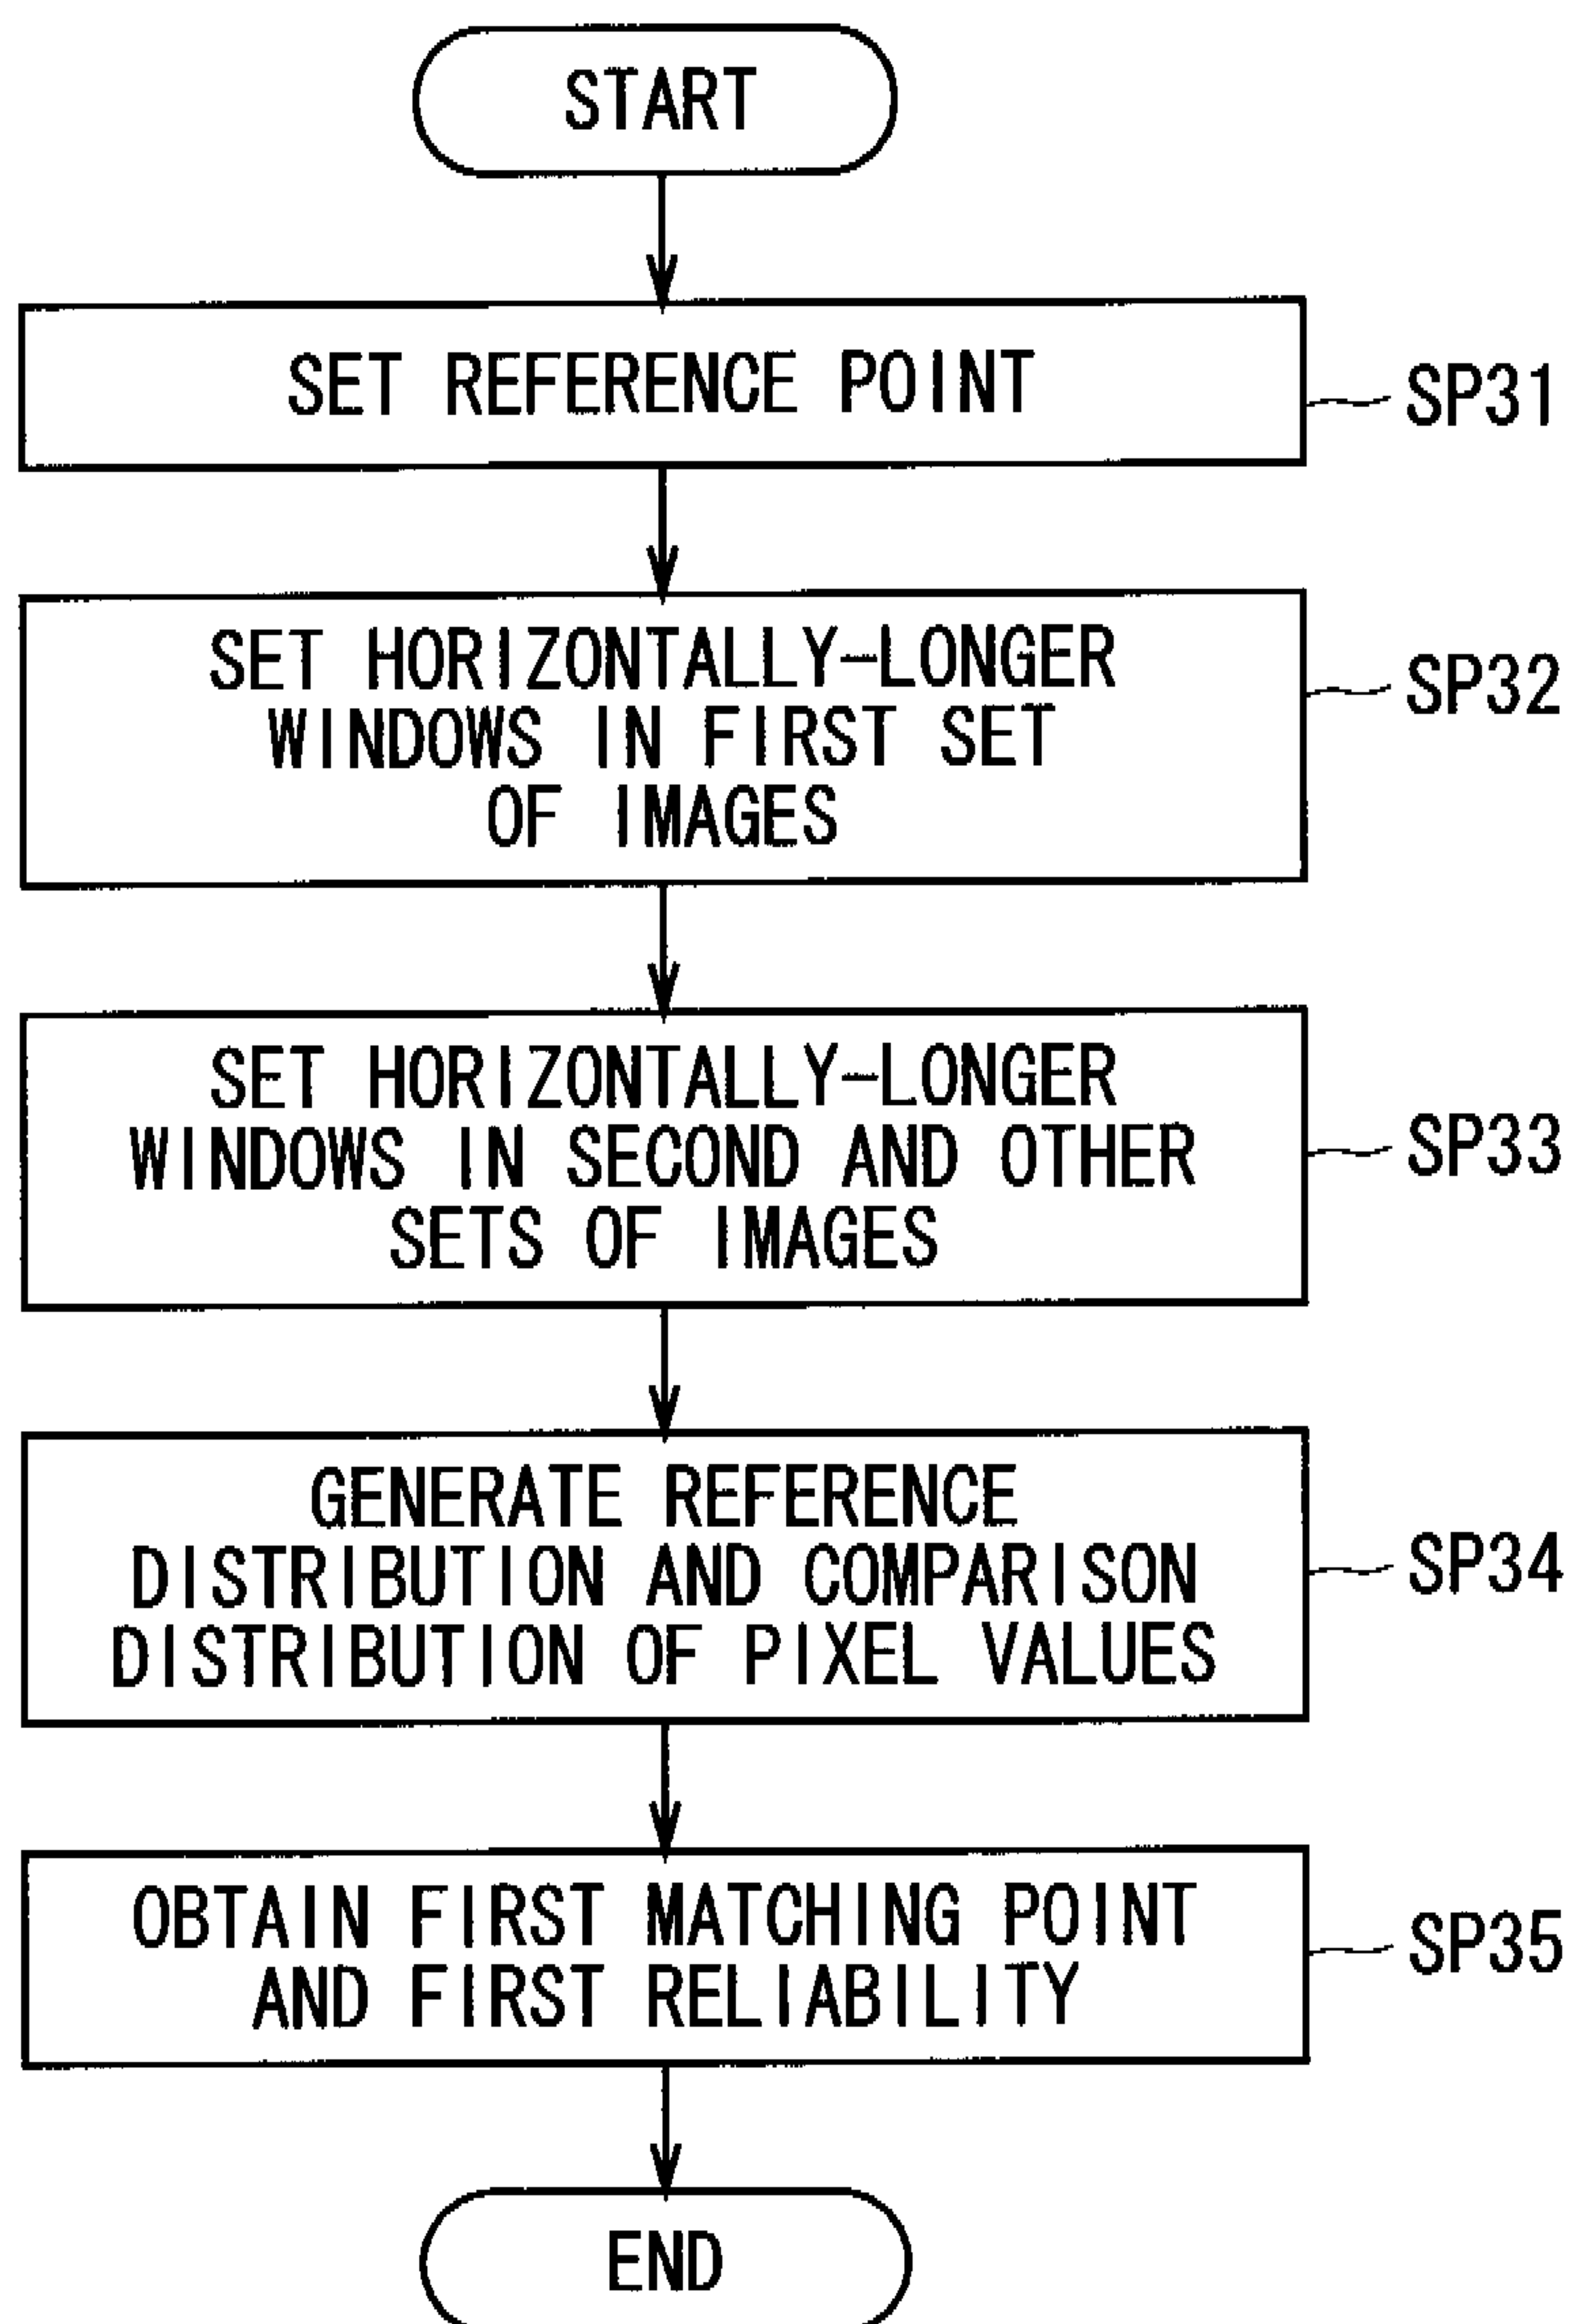 START
SET REFERENCE POINT
SP31
SET HORIZONTALLY-LONGER
WINDOWS IN FIRST SET
OF IMAGES
SP32
SET HORIZONTALLY-LONGER
WINDOWS IN SECOND AND OTHER
SETS OF IMAGES
SP33
GENERATE REFERENCE
DISTRIBUTION AND COMPARISON
DISTRIBUTION OF PIXEL VALUES
SP34
OBTAIN FIRST MATCHING POINT
AND FIRST RELIABILITY
SP35
END